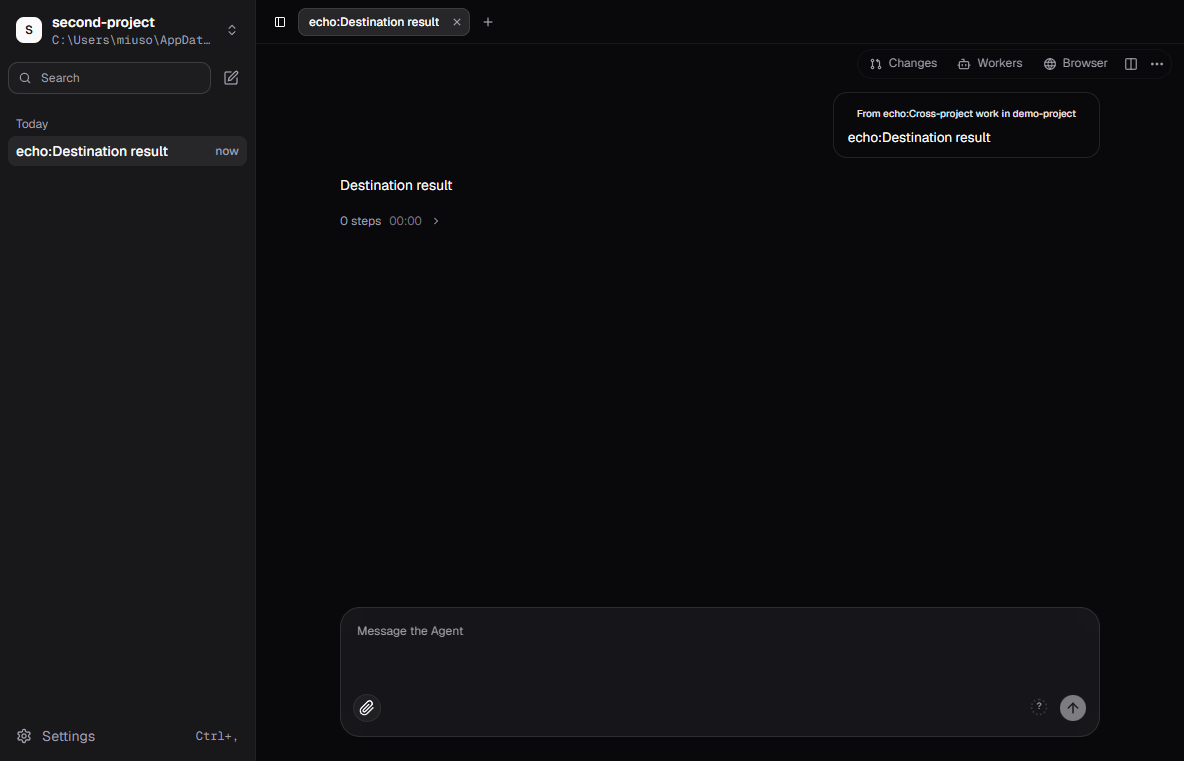 S
second-project
C:\Users\miuso\AppDat…
Search
Today
echo:Destination result now
Settings Ctrl+,
echo:Destination result
Changes Workers Browser
From echo:Cross-project work in demo-project
echo:Destination result
Destination result
0 steps 00:00
Message the Agent
?